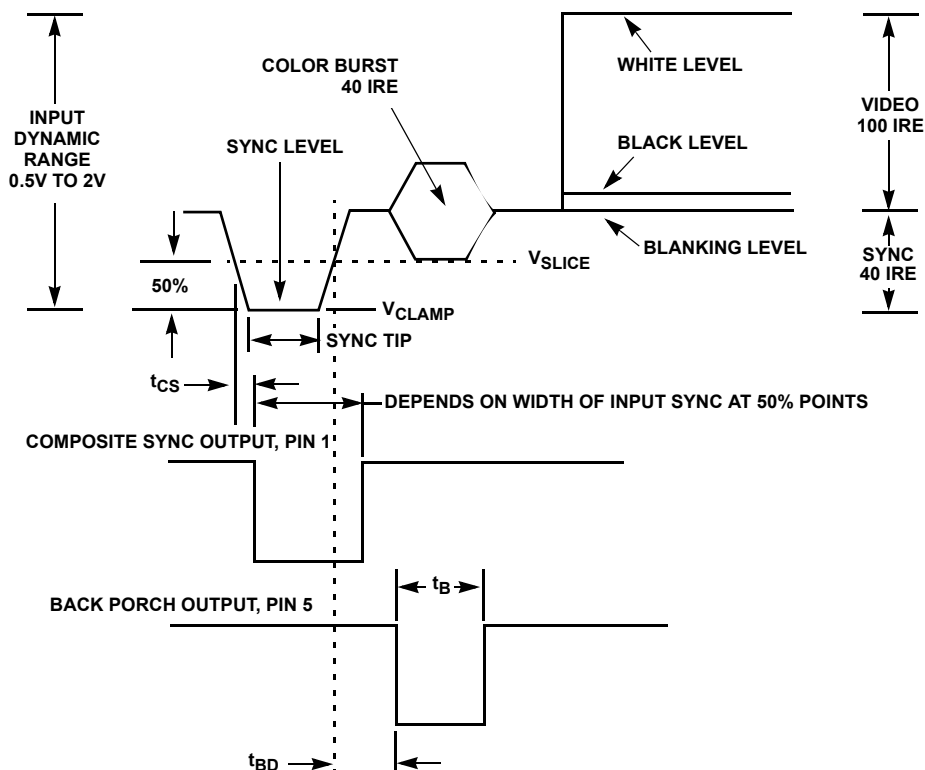 COLOR BURST
40 IRE
WHITE LEVEL
INPUT
DYNAMIC
RANGE
0.5V TO 2V
VIDEO
100 IRE
SYNC LEVEL
BLACK LEVEL
BLANKING LEVEL
VSLICE
SYNC
40 IRE
50%
VCLAMP
SYNC TIP
tCS
DEPENDS ON WIDTH OF INPUT SYNC AT 50% POINTS
COMPOSITE SYNC OUTPUT, PIN 1
tB
BACK PORCH OUTPUT, PIN 5
tBD